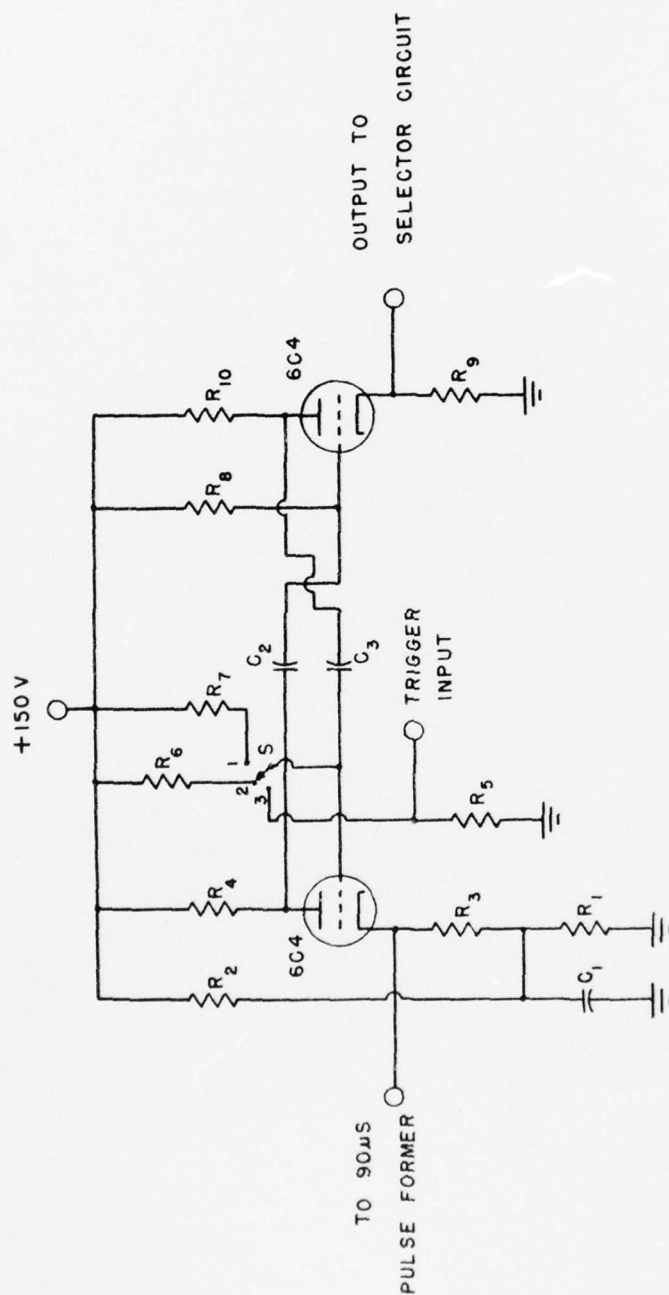 +150V
R2
R4
R6
R7
R8
R10
1
2
3
S
C2
C3
6C4
6C4
TRIGGER
INPUT
OUTPUT TO
SELECTOR CIRCUIT
TO 90µS
PULSE FORMER
R3
R1
C1
R5
R9